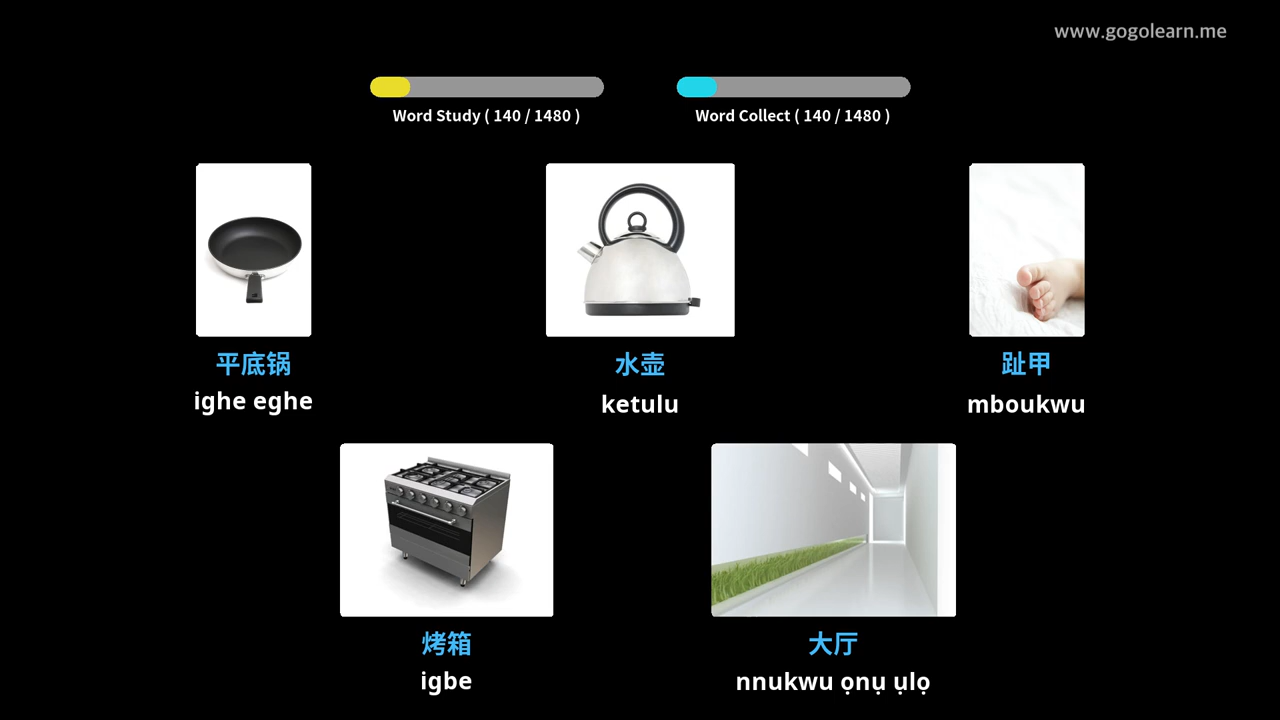 www.gogolearn.me
Word Study ( 140 / 1480 )
Word Collect ( 140 / 1480 )
平底锅
ighe eghe
水壶
ketulu
趾甲
mboukwu
烤箱
igbe
大厅
nnukwu ọnụ ụlọ